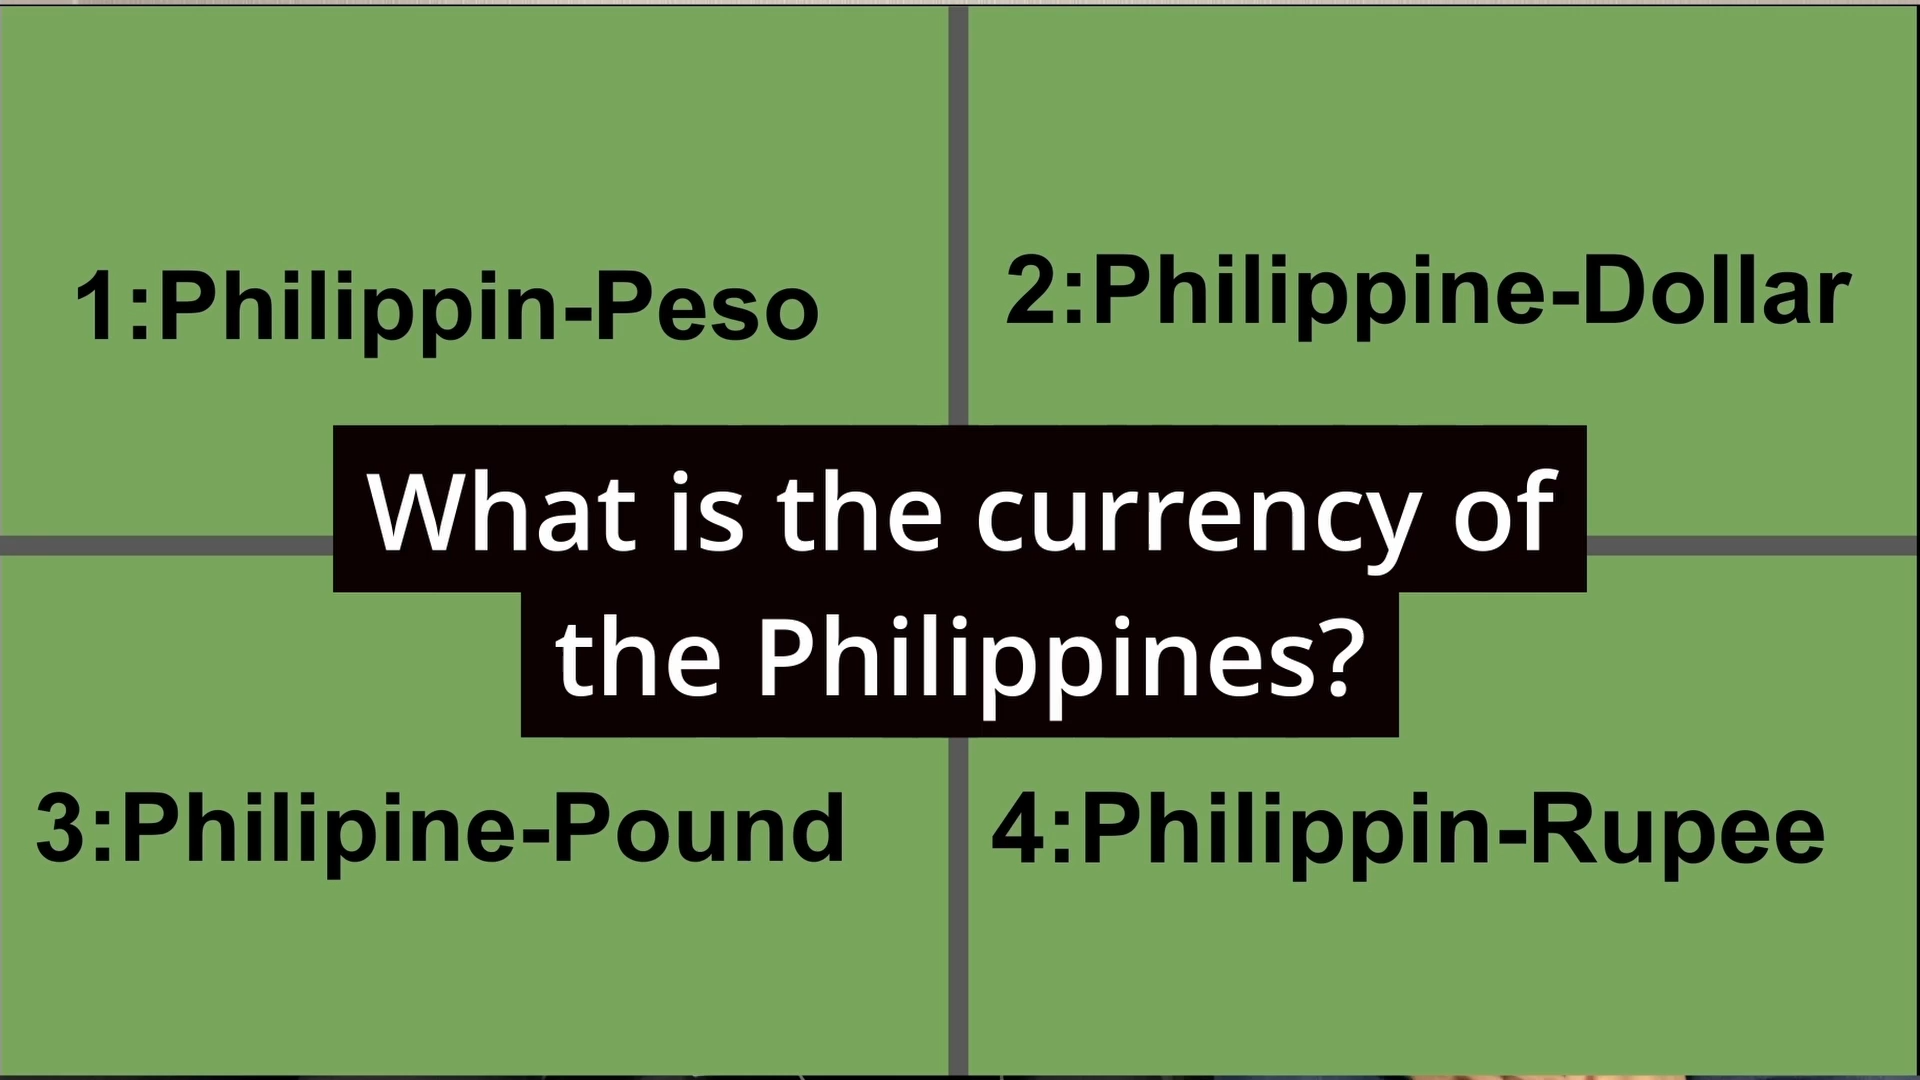 1:Philippin-Peso
2:Philippine-Dollar
What is the currency of
the Philippines?
3:Philipine-Pound
4:Philippin-Rupee